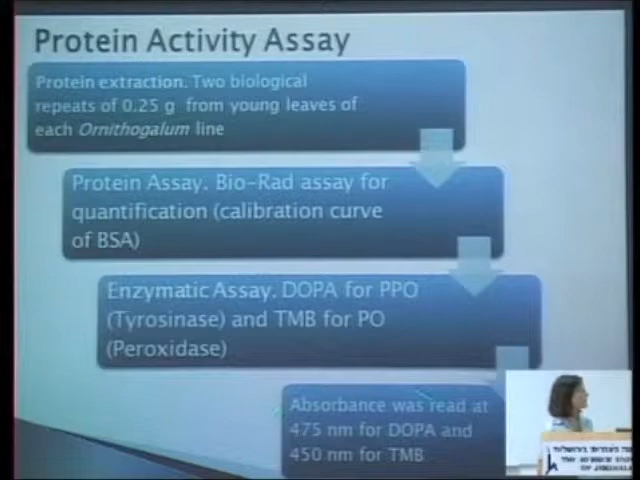 Protein Activity Assay
Protein extraction. Two biological
repeats of 0.25 g from young leaves of
each Ornithogalum line
Protein Assay. Bio-Rad assay for
quantification (calibration curve
of BSA)
Enzymatic Assay. DOPA for PPO
(Tyrosinase) and TMB for PO
(Peroxidase)
Absorbance was read at
475 nm for DOPA and
450 nm for TMB